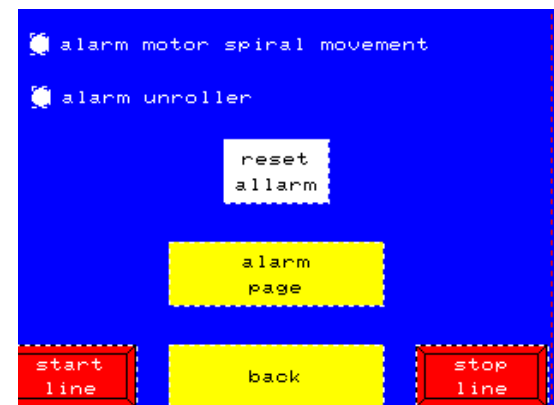 alarm motor spiral movement
alarm unroller
reset
allarm
alarm
page
start
line
back
stop
line